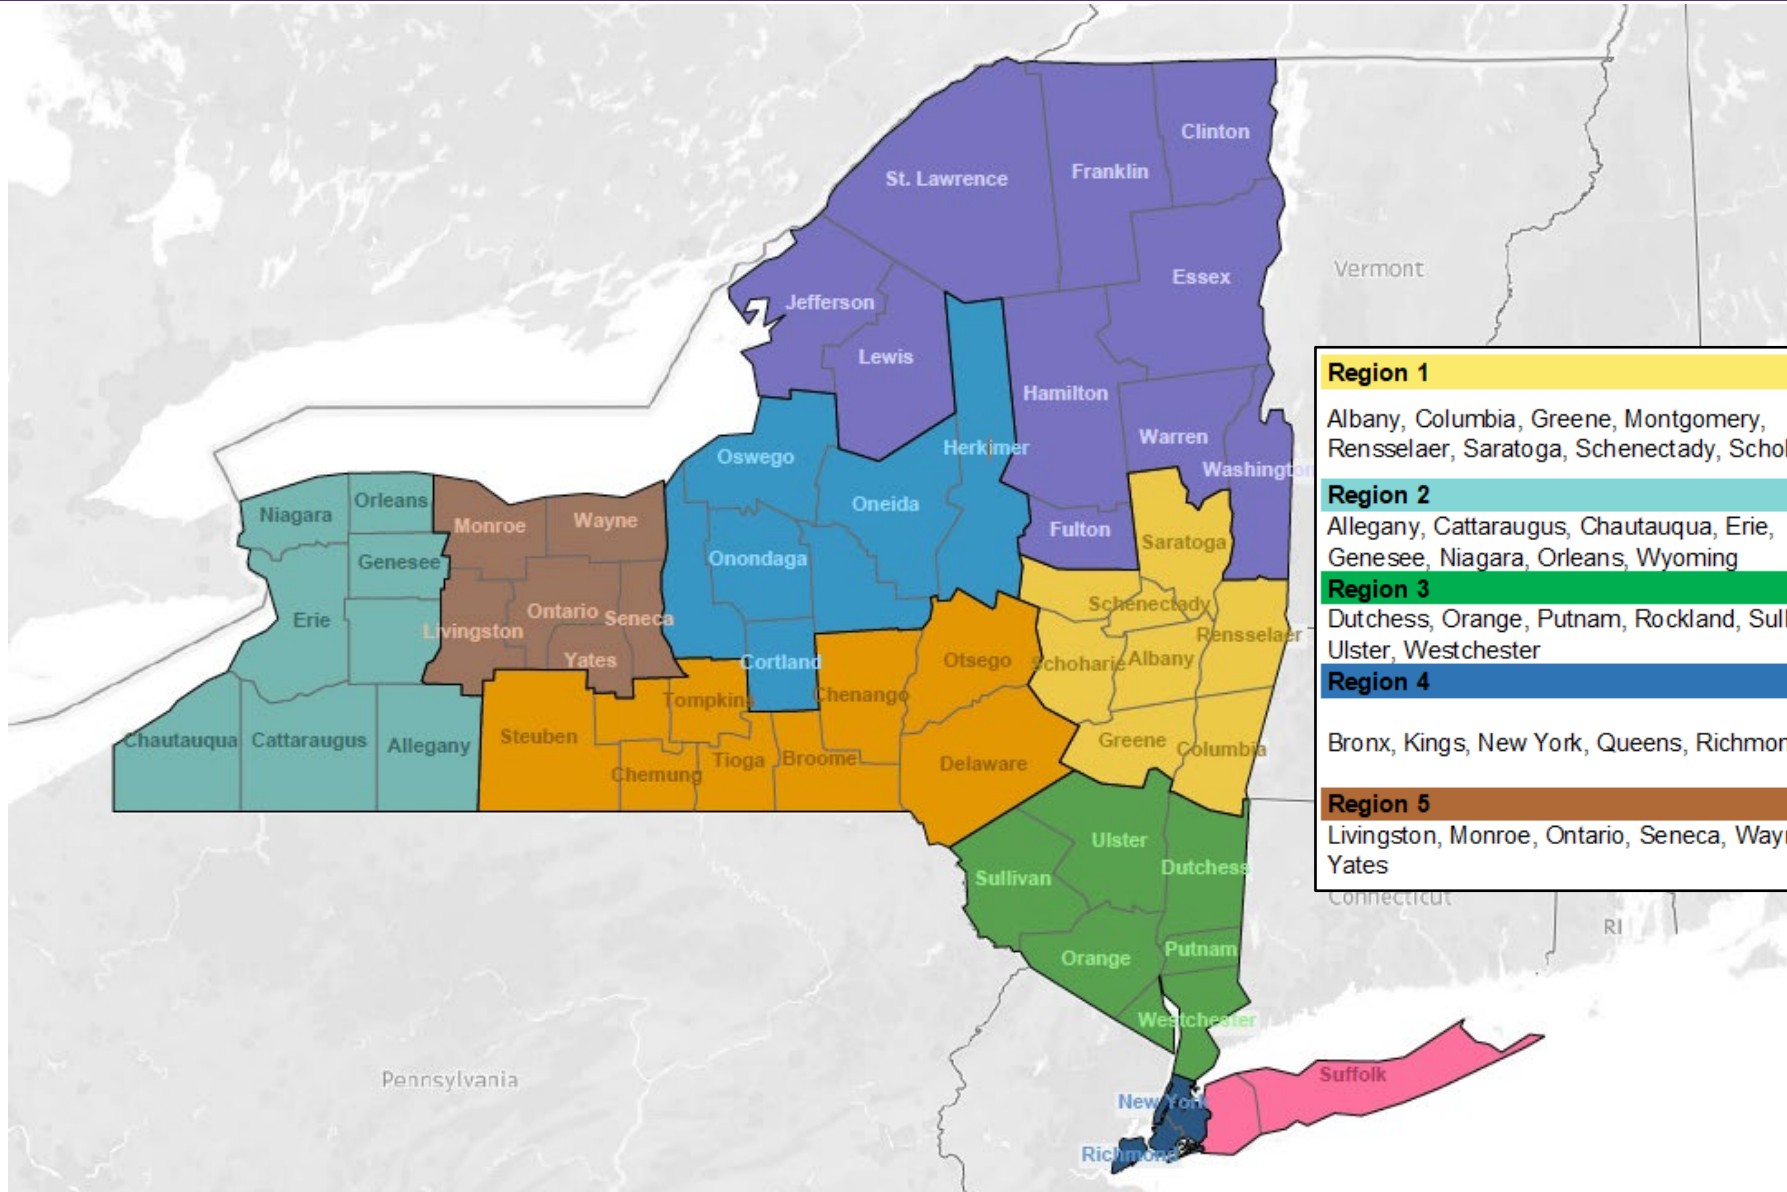 Clinton
St. Lawrence
Franklin
Vermont
Essex
Jefferson
Lewis
Hamilton
Warren
Herkimer
Oswego
Washington
Oneida
Orleans
Niagara
Monroe
Wayne
Fulton
Saratoga
Onondaga
Genesee
Schenectady
Ontario
Seneca
Erie
Livingston
Rensselaer
Yates
Cortland
Otsego
Schoharie
Albany
Tompkins
Chenango
Steuben
Chautauqua
Cattaraugus
Allegany
Greene
Columbia
Tioga
Broome
Delaware
Chemung
Ulster
Dutchess
Sullivan
Putnam
Orange
Westchester
Suffolk
Pennsylvania
New York
Richmond
Connecticut
RI
Region 1
Albany, Columbia, Greene, Montgomery,
Rensselaer, Saratoga, Schenectady, Schoh
Region 2
Allegany, Cattaraugus, Chautauqua, Erie,
Genesee, Niagara, Orleans, Wyoming
Region 3
Dutchess, Orange, Putnam, Rockland, Sull
Ulster, Westchester
Region 4
Bronx, Kings, New York, Queens, Richmon
Region 5
Livingston, Monroe, Ontario, Seneca, Wayn
Yates